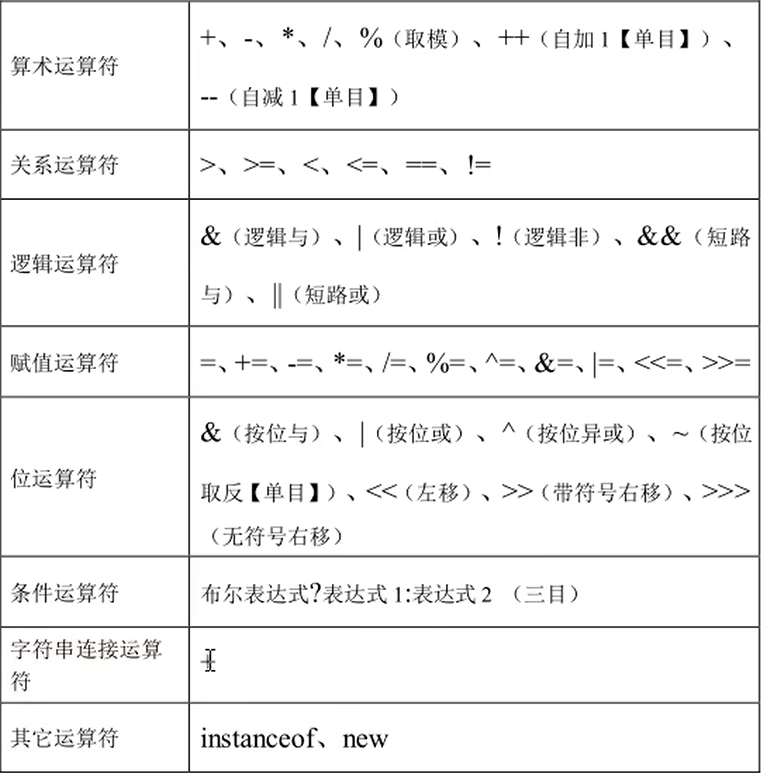 算术运算符
+、-、*、/、%（取模）、++（自加1【单目】）、
--（自减1【单目】）
关系运算符
>、>=、<、<=、==、!=
逻辑运算符
&（逻辑与）、|（逻辑或）、!（逻辑非）、&&（短路
与）、||（短路或）
赋值运算符
=、+=、-=、*=、/=、%=、^=、&=、|=、<<=、>>=
位运算符
&（按位与）、|（按位或）、^（按位异或）、~（按位
取反【单目】）、<<（左移）、>>（带符号右移）、>>>
（无符号右移）
条件运算符
布尔表达式?表达式1:表达式2 （三目）
字符串连接运算
符
+
其它运算符
instanceof、new